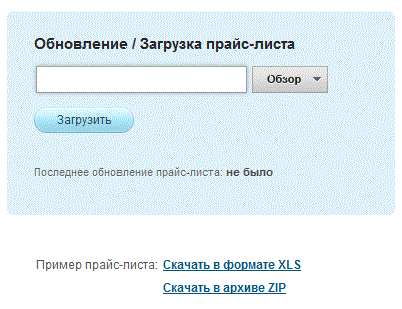 Обновление / Загрузка прайс-листа
Обзор
Загрузить
Последнее обновление прайс-листа: не было
Пример прайс-листа: Скачать в формате XLS
Скачать в архиве ZIP